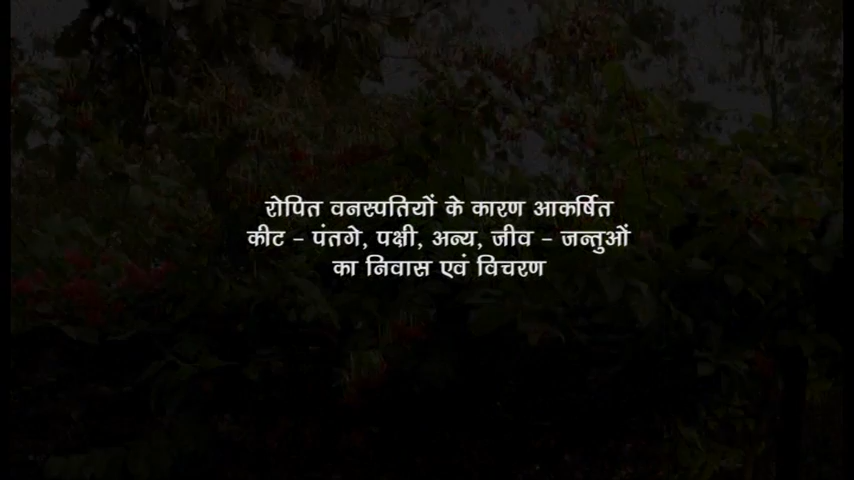 रोपित वनस्पतियों के कारण आकर्षित
कीट – पंतगे, पक्षी, अन्य, जीव – जन्तुओं
का निवास एवं विचरण